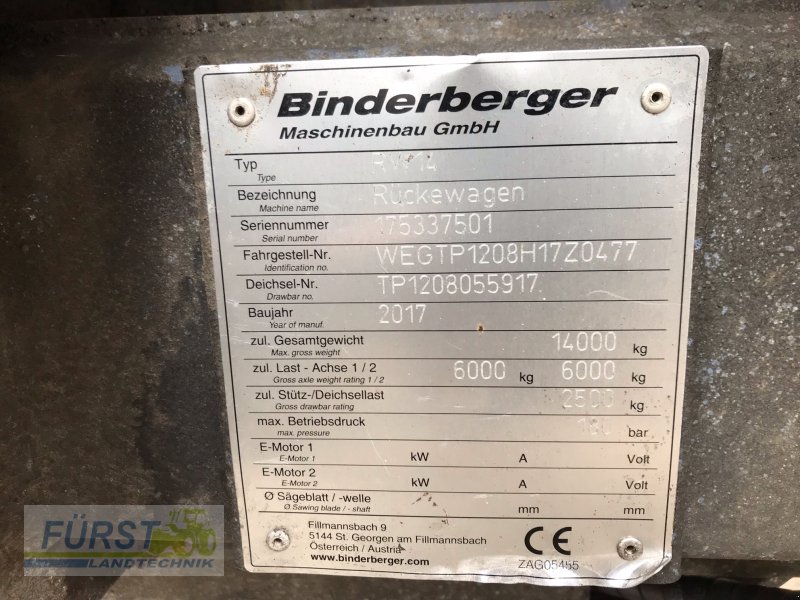 Binderberger
Maschinenbau GmbH
Typ
Type
Bezeichnung Rückewagen
Machine name
Seriennummer 175337501
Serial number
Fahrgestell-Nr. WEGTP1208H17Z0477
Identification no.
Deichsel-Nr. TP1208055917
Drawbar no.
Baujahr 2017
Year of manuf.
zul. Gesamtgewicht 14000 kg
Max. gross weight
zul. Last - Achse 1 / 2 6000 kg 6000 kg
Gross axle weight rating 1 / 2
zul. Stütz-/Deichsellast 2500 kg
Gross drawbar rating
max. Betriebsdruck bar
max. pressure
E-Motor 1 kW A Volt
E-Motor 1
E-Motor 2 kW A Volt
E-Motor 2
Ø Sägeblatt / -welle mm mm
Ø Sawing blade / - shaft
Fillmannsbach 9
5144 St. Georgen am Fillmannsbach
Österreich / Austria
www.binderberger.com
CE
ZAG05455
FÜRST
LANDTECHNIK